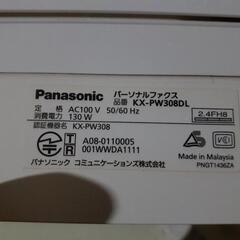 Panasonic パーソナルファクス
品番 KX-PW308DL
定格 AC100 V 50/60 Hz
消費電力 130 W
2.4FH8
認証機器名 KX-PW308
A08-0110005
001WWDA1111
VCCI
パナソニック コミュニケーションズ株式会社
Made in Malaysia
PNGT1436ZA